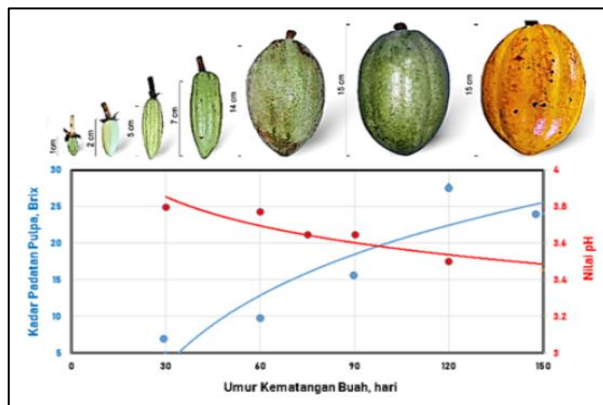 1cm
2 cm
5 cm
7 cm
14 cm
15 cm
15 cm
Kadar Padatan Pulpa, Brix
30
25
20
15
10
5
4
3.8
3.6
3.4
3.2
3
Nilai pH
0 30 60 90 120 150
Umur Kematangan Buah, hari